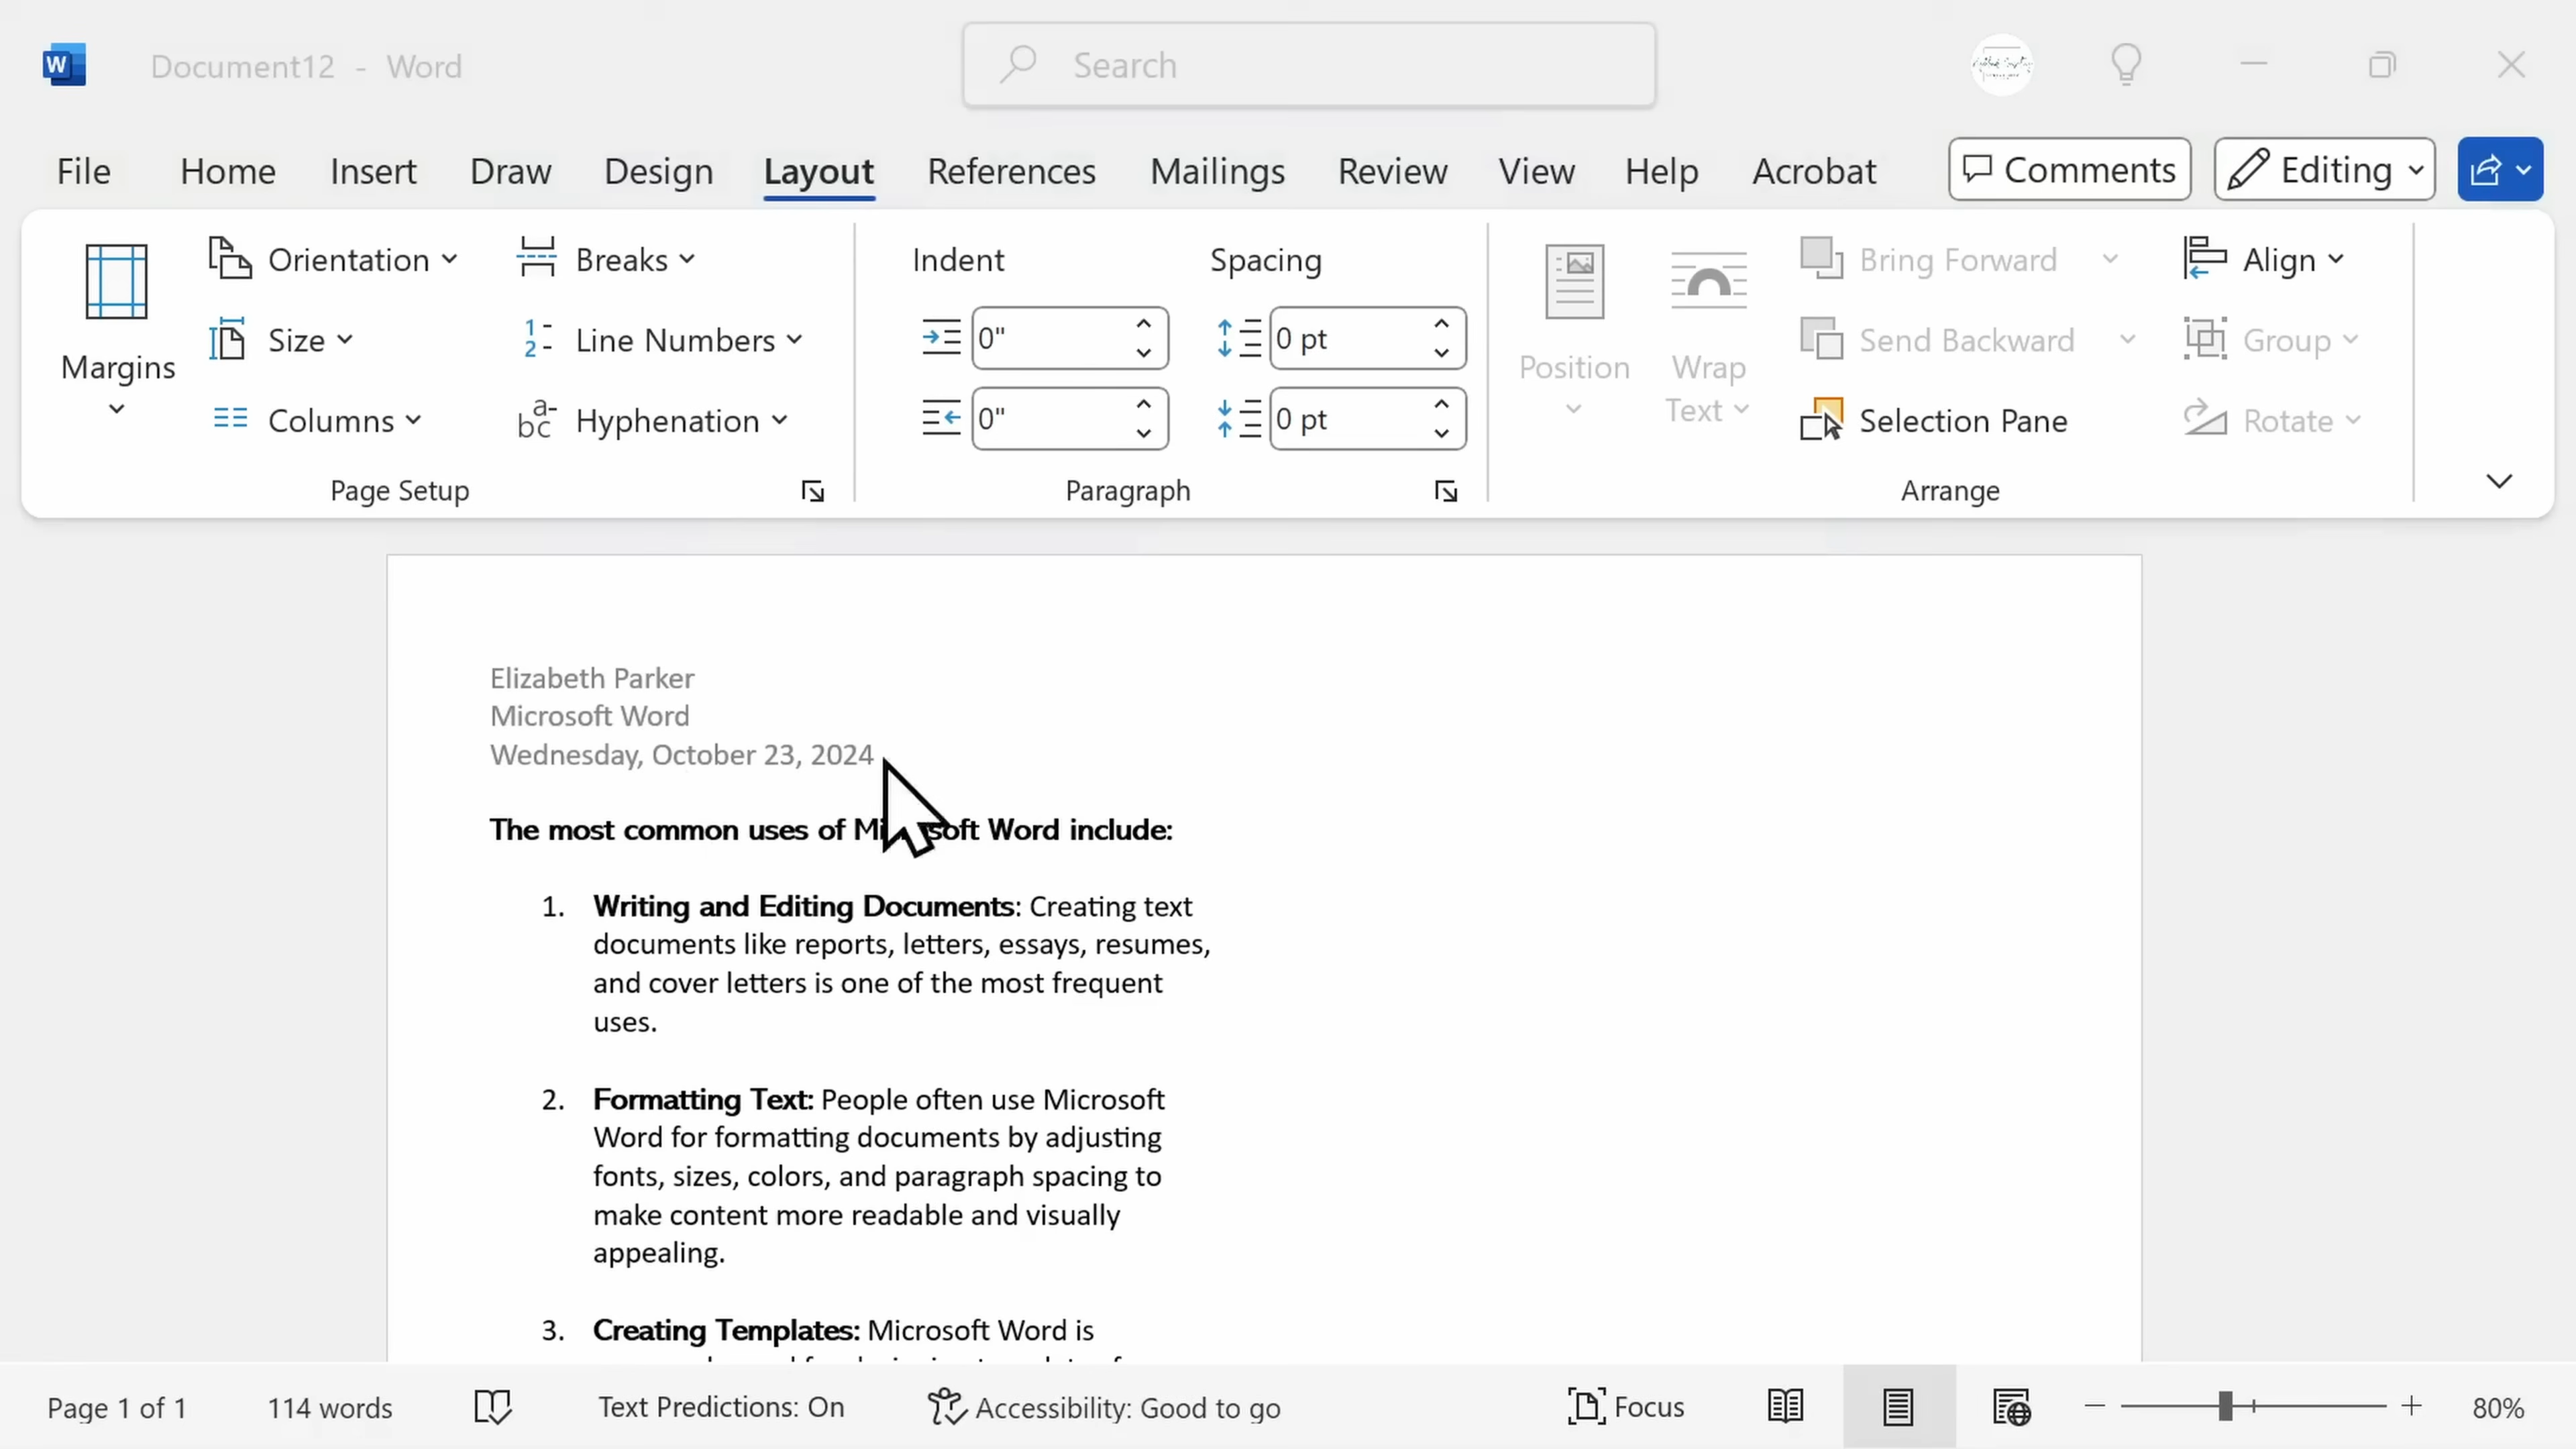 Document12 - Word
Search
File Home Insert Draw Design Layout References Mailings Review View Help Acrobat Comments Editing
Margins
Orientation
Size
Columns
Breaks
Line Numbers
Hyphenation
Page Setup
Indent
0"
0"
Spacing
0 pt
0 pt
Paragraph
Position
Wrap
Text
Bring Forward
Send Backward
Selection Pane
Align
Group
Rotate
Arrange
Elizabeth Parker
Microsoft Word
Wednesday, October 23, 2024
The most common uses of Microsoft Word include:
1. Writing and Editing Documents: Creating text
documents like reports, letters, essays, resumes,
and cover letters is one of the most frequent
uses.
2. Formatting Text: People often use Microsoft
Word for formatting documents by adjusting
fonts, sizes, colors, and paragraph spacing to
make content more readable and visually
appealing.
3. Creating Templates: Microsoft Word is
Page 1 of 1 114 words Text Predictions: On Accessibility: Good to go Focus 80%